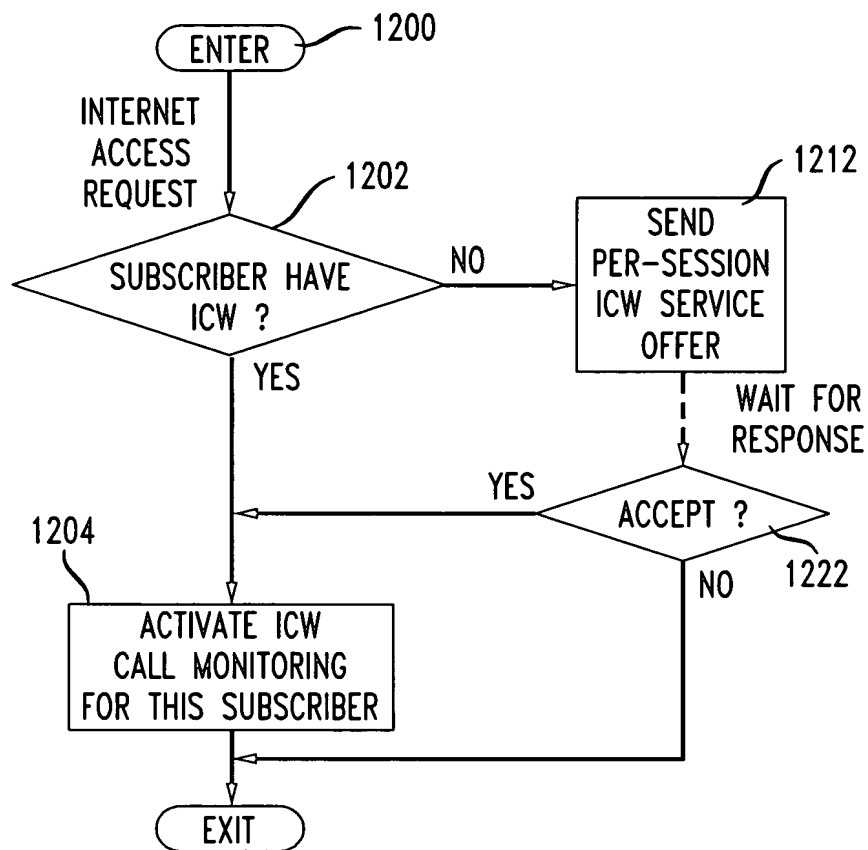 ENTER
1200
INTERNET
ACCESS
REQUEST
1202
SUBSCRIBER HAVE
ICW ?
NO
1212
SEND
PER-SESSION
ICW SERVICE
OFFER
YES
WAIT FOR
RESPONSE
YES
ACCEPT ?
1222
NO
1204
ACTIVATE ICW
CALL MONITORING
FOR THIS SUBSCRIBER
EXIT